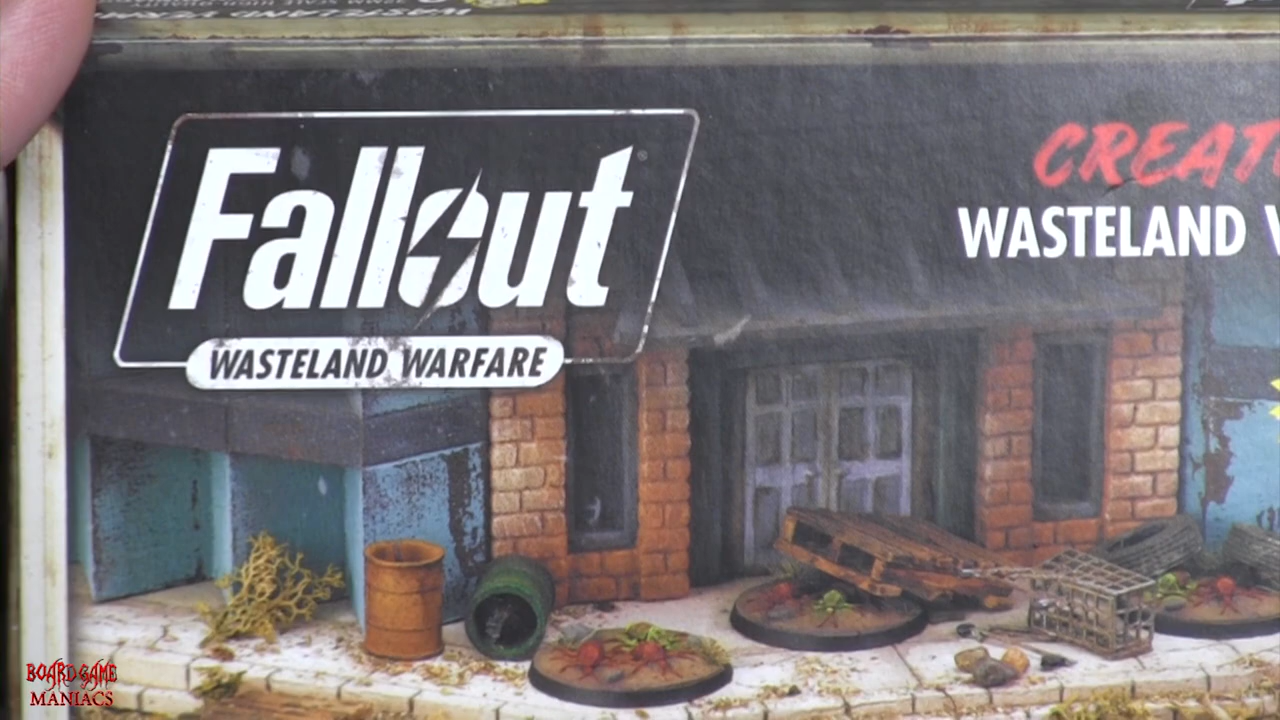 Fallout®
WASTELAND WARFARE
CREAT
WASTELAND
BOARD GAME
MANIACS